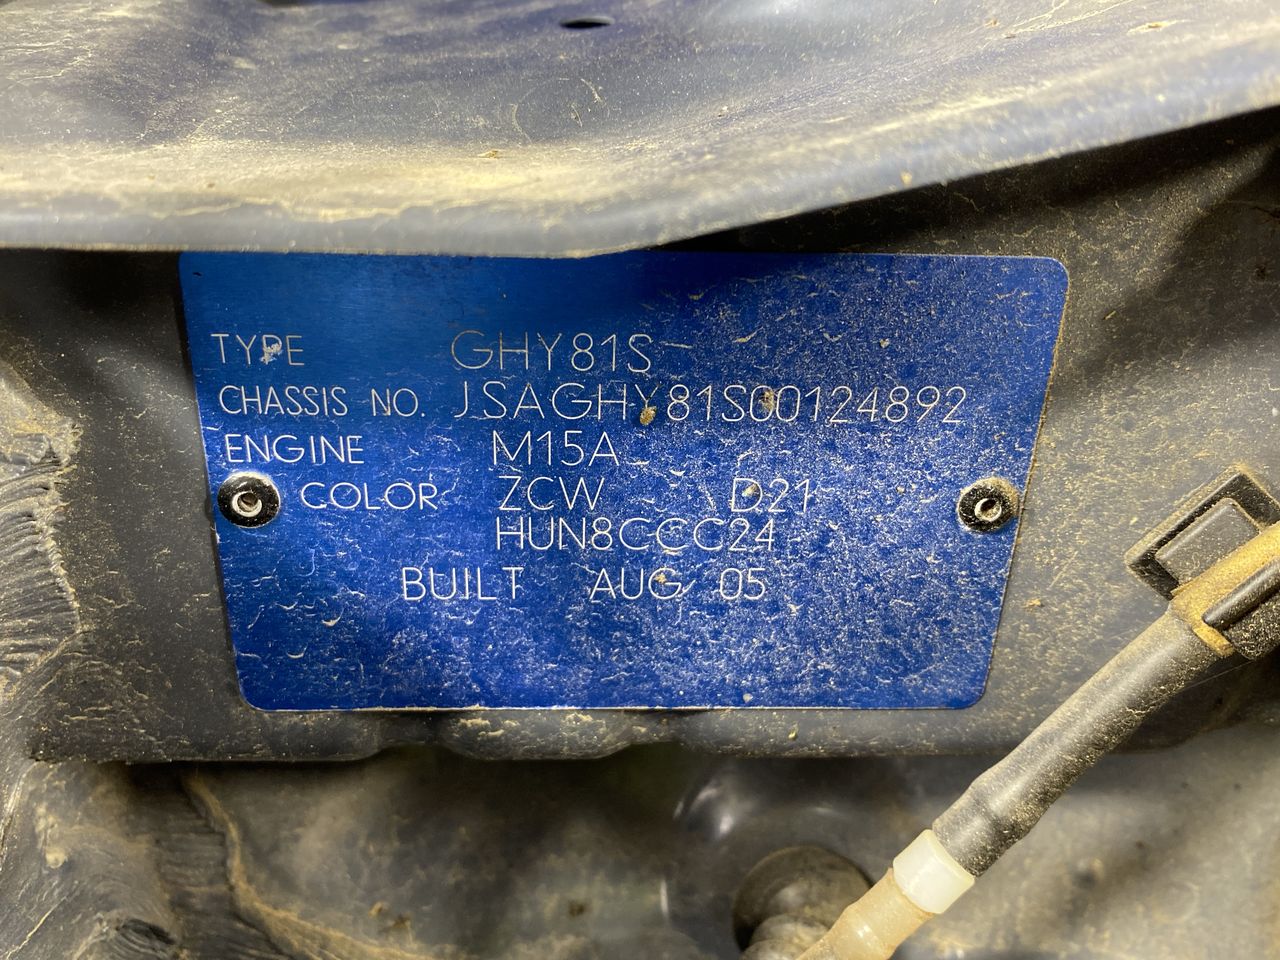 TYPE GHY81S
CHASSIS NO. JSAGHY81S00124892
ENGINE M15A
COLOR ZCW D21
HUN8CCC24
BUILT AUG 05